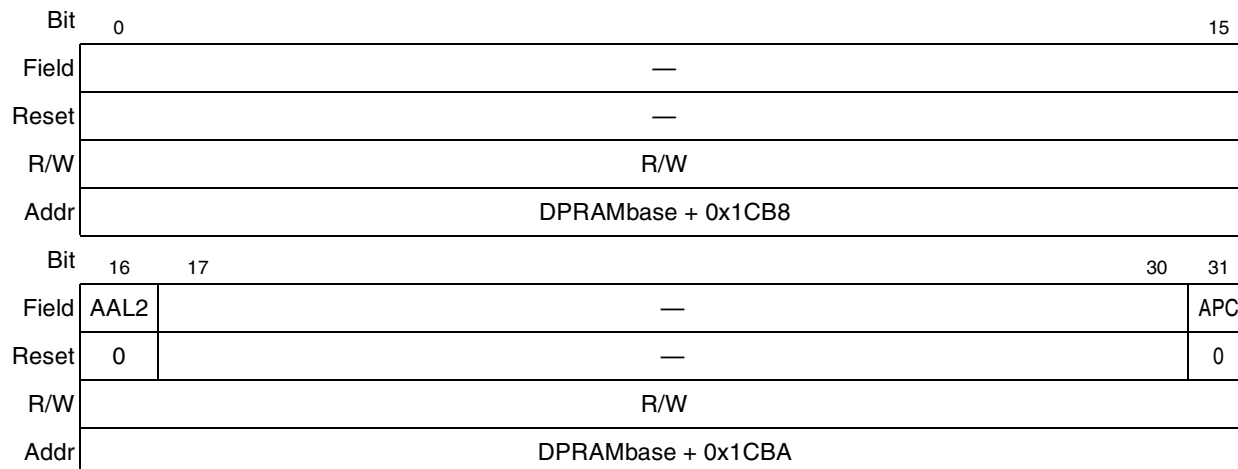 Bit 0 15
Field —
Reset —
R/W R/W
Addr DPRAMbase + 0x1CB8
Bit 16 17 30 31
Field AAL2 — APC
Reset 0 — 0
R/W R/W
Addr DPRAMbase + 0x1CBA